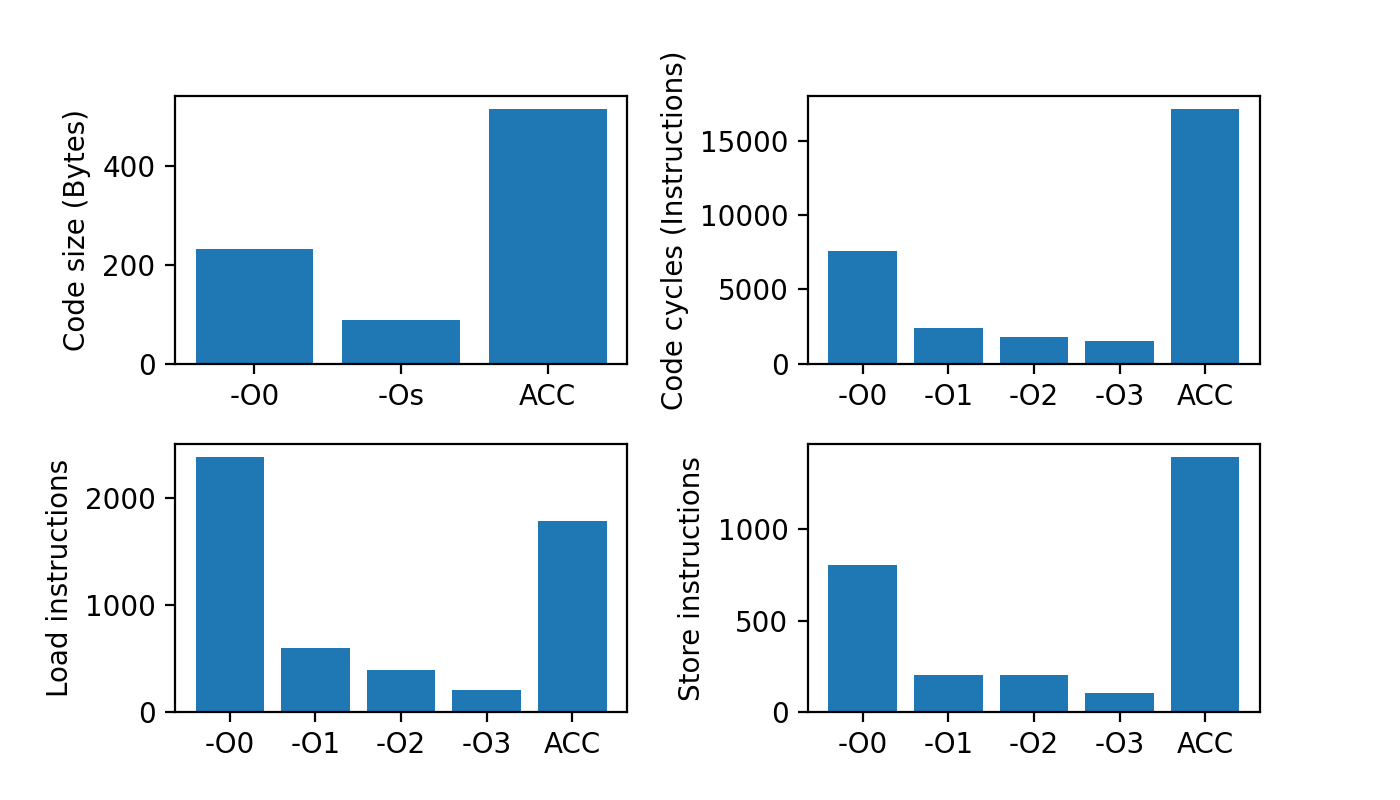 Code size (Bytes)
400
200
0
-O0 -Os ACC
Code cycles (Instructions)
15000
10000
5000
0
-O0 -O1 -O2 -O3 ACC
Load instructions
2000
1000
0
-O0 -O1 -O2 -O3 ACC
Store instructions
1000
500
0
-O0 -O1 -O2 -O3 ACC